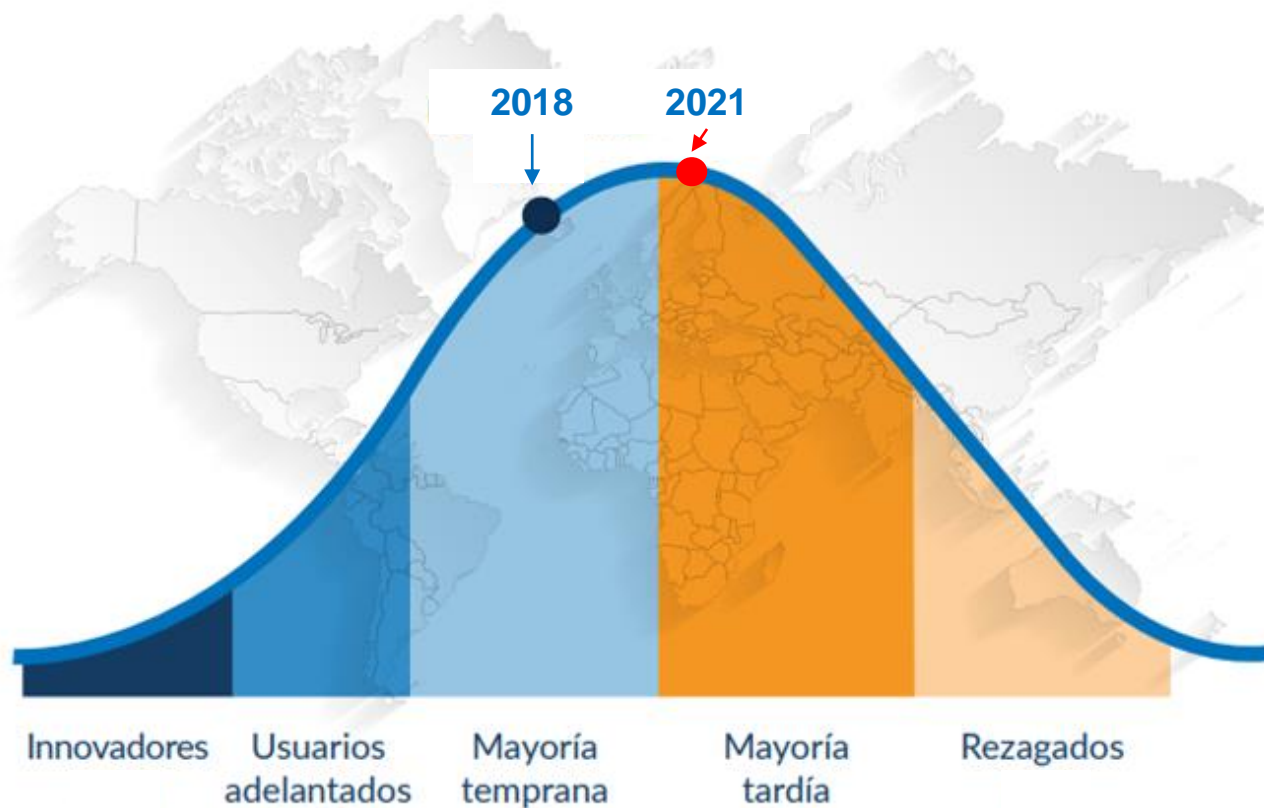 2018
2021
Innovadores
Usuarios
adelantados
Mayoría
temprana
Mayoría
tardía
Rezagados